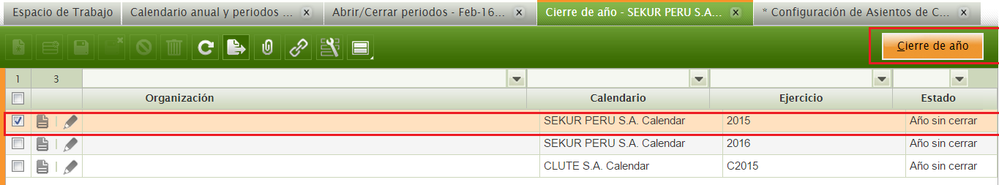 Espacio de Trabajo Calendario anual y periodos ... Abrir/Cerrar periodos - Feb-16... Cierre de año - SEKUR PERU S.A... * Configuración de Asientos de C...
Cierre de año
1 3
Organización Calendario Ejercicio Estado
SEKUR PERU S.A. Calendar 2015 Año sin cerrar
SEKUR PERU S.A. Calendar 2016 Año sin cerrar
CLUTE S.A. Calendar C2015 Año sin cerrar